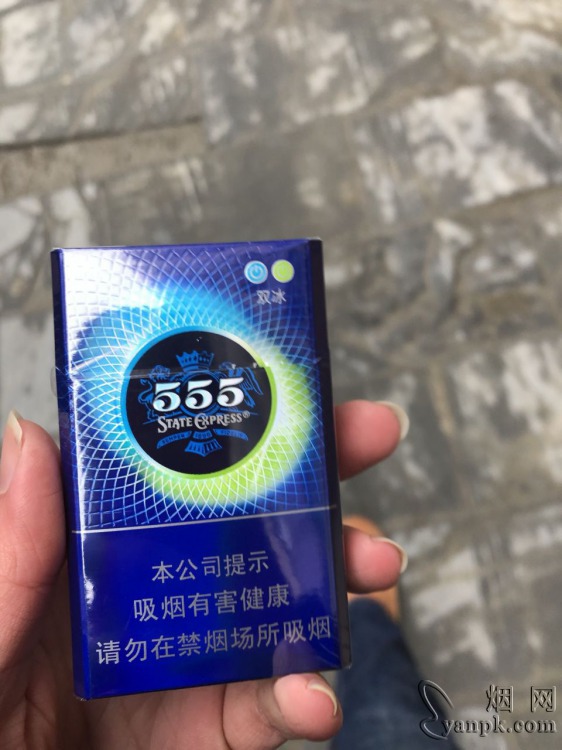 双冰
555
STATE EXPRESS®
本公司提示
吸烟有害健康
请勿在禁烟场所吸烟
烟网
yanpk.com